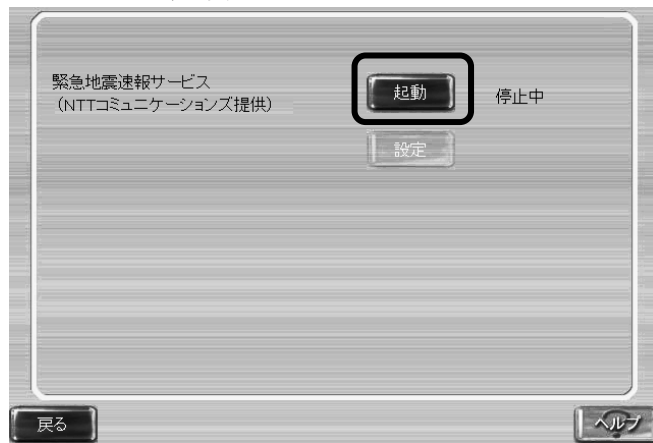 緊急地震速報サービス
(NTTコミュニケーションズ提供)
起動
停止中
設定
戻る
ヘルプ